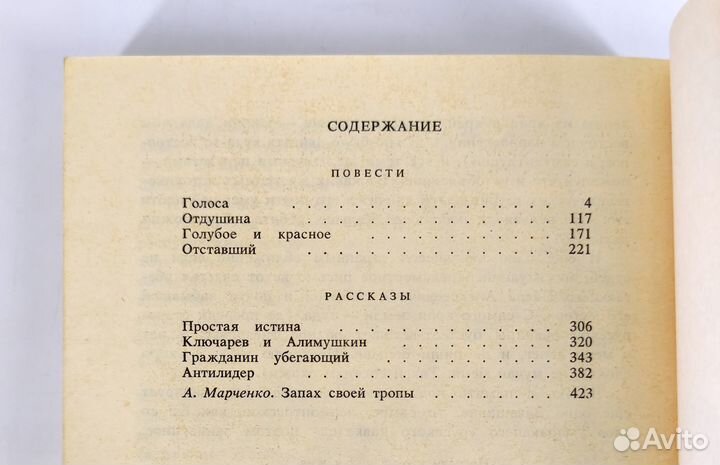 СОДЕРЖАНИЕ
ПОВЕСТИ
Голоса . . . . . . . . . . . . . . . . 4
Отдушина . . . . . . . . . . . . . . 117
Голубое и красное . . . . . . . . . . . 171
Отставший . . . . . . . . . . . . . . 221
РАССКАЗЫ
Простая истина . . . . . . . . . . . . 306
Ключарев и Алимушкин . . . . . . . . . . 320
Гражданин убегающий . . . . . . . . . . . 343
Антилидер . . . . . . . . . . . . . . 382
А. Марченко. Запах своей тропы . . . . . . . . 423
Avito